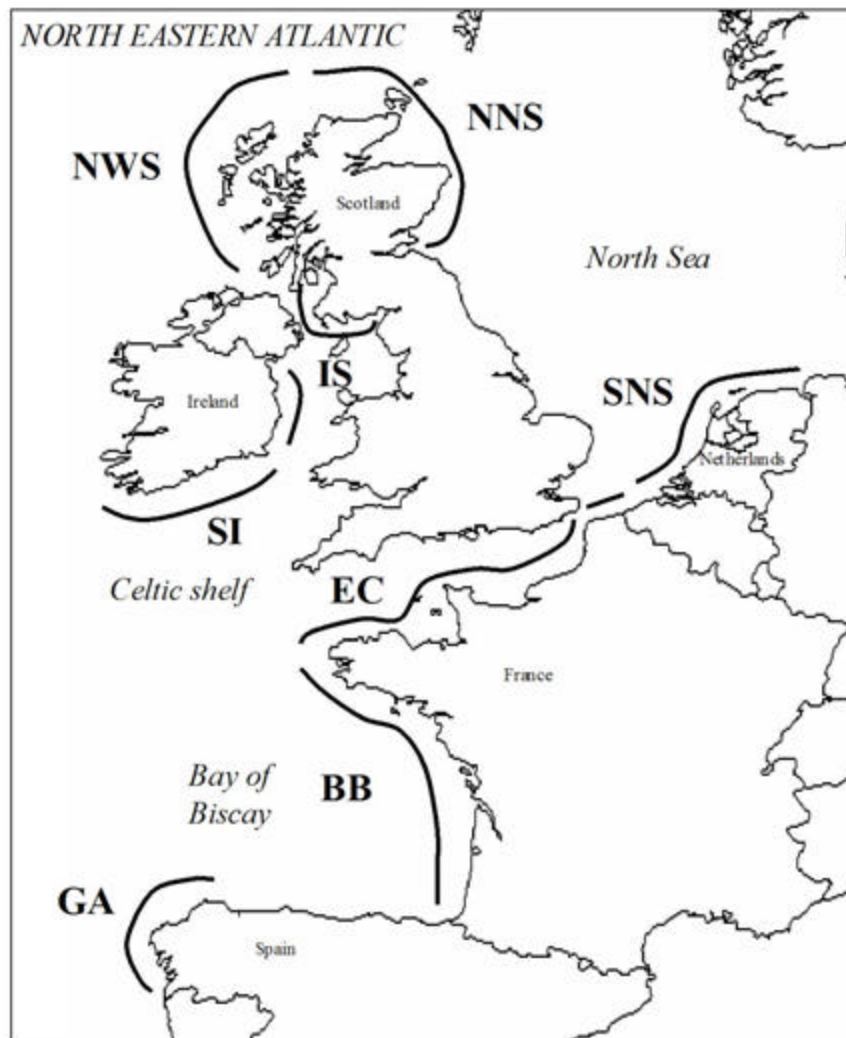 NORTH EASTERN ATLANTIC
NNS
NWS
Scotland
North Sea
IS
SNS
Ireland
Netherlands
SI
EC
Celtic shelf
France
Bay of
Biscay
BB
GA
Spain